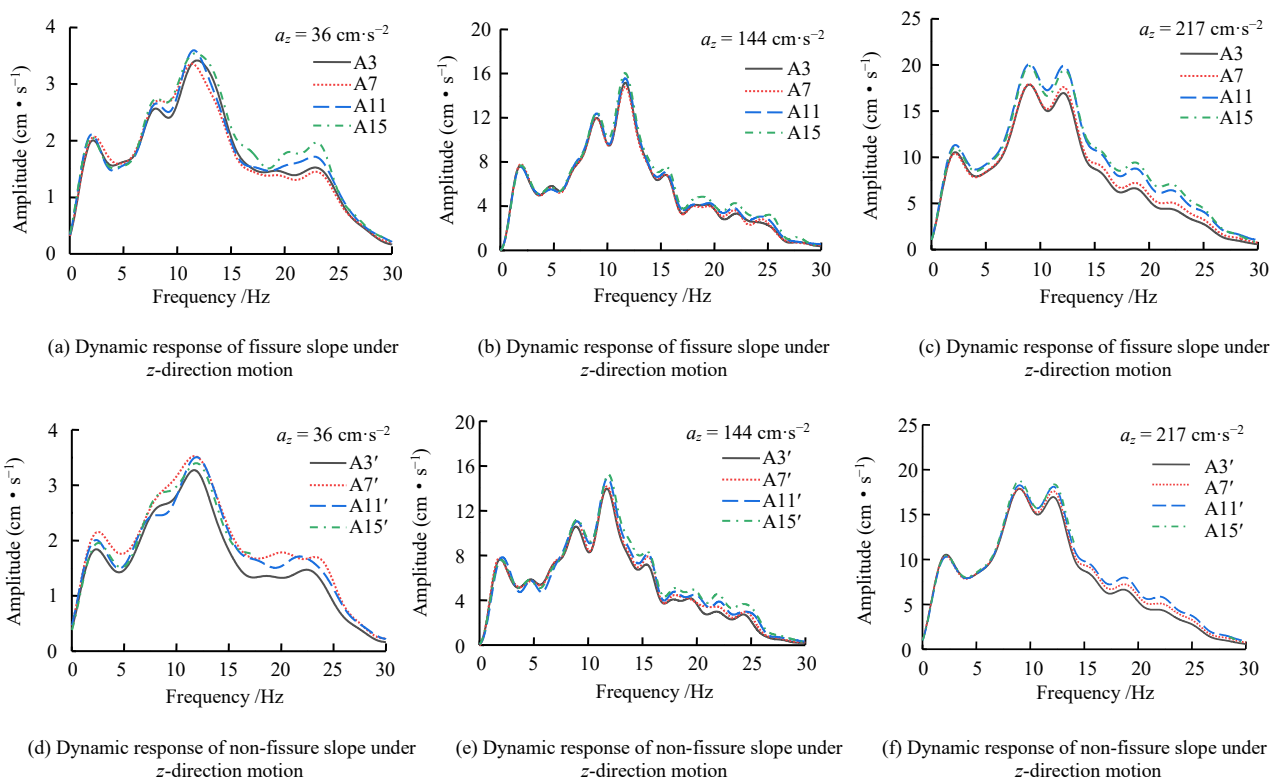 4
3
2
1
0
Amplitude (cm • s⁻¹)
a_z = 36 cm·s⁻²
A3
A7
A11
A15
0 5 10 15 20 25 30
Frequency /Hz
(a) Dynamic response of fissure slope under
z-direction motion
20
16
12
8
4
0
Amplitude (cm • s⁻¹)
a_z = 144 cm·s⁻²
A3
A7
A11
A15
0 5 10 15 20 25 30
Frequency /Hz
(b) Dynamic response of fissure slope under
z-direction motion
25
20
15
10
5
0
Amplitude (cm • s⁻¹)
a_z = 217 cm·s⁻²
A3
A7
A11
A15
0 5 10 15 20 25 30
Frequency /Hz
(c) Dynamic response of fissure slope under
z-direction motion
4
3
2
1
0
Amplitude (cm • s⁻¹)
a_z = 36 cm·s⁻²
A3′
A7′
A11′
A15′
0 5 10 15 20 25 30
Frequency /Hz
(d) Dynamic response of non-fissure slope under
z-direction motion
20
16
12
8
4
0
Amplitude (cm • s⁻¹)
a_z = 144 cm·s⁻²
A3′
A7′
A11′
A15′
0 5 10 15 20 25 30
Frequency /Hz
(e) Dynamic response of non-fissure slope under
z-direction motion
25
20
15
10
5
0
Amplitude (cm • s⁻¹)
a_z = 217 cm·s⁻²
A3′
A7′
A11′
A15′
0 5 10 15 20 25 30
Frequency /Hz
(f) Dynamic response of non-fissure slope under
z-direction motion